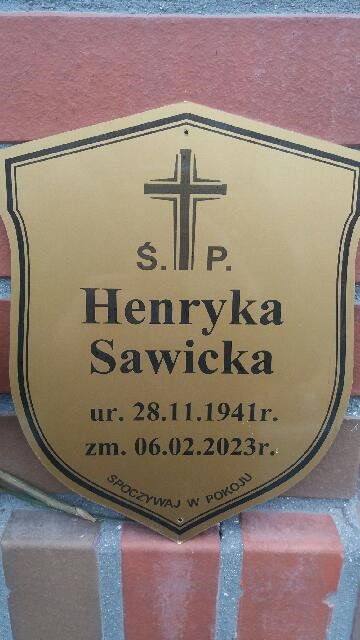 Ś. P.
Henryka
Sawicka
ur. 28.11.1941r.
zm. 06.02.2023r.
SPOCZYWAJ W POKOJU